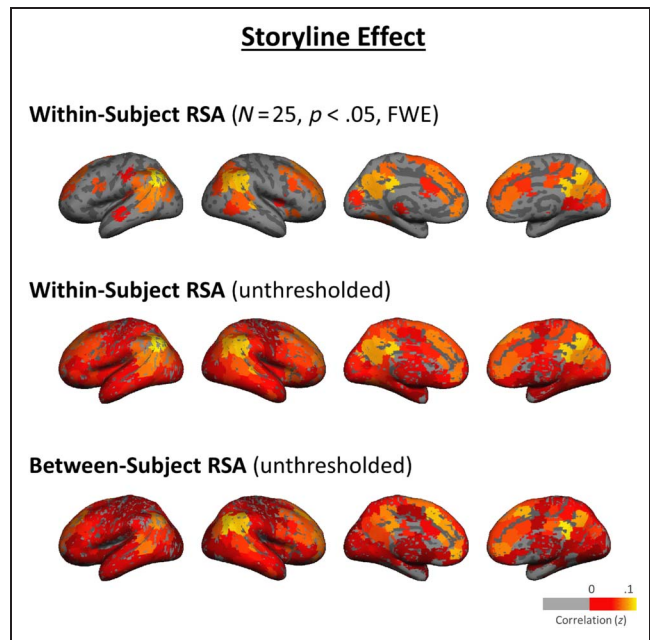 Storyline Effect
Within-Subject RSA (N = 25, p < .05, FWE)
Within-Subject RSA (unthresholded)
Between-Subject RSA (unthresholded)
0 .1
Correlation (z)